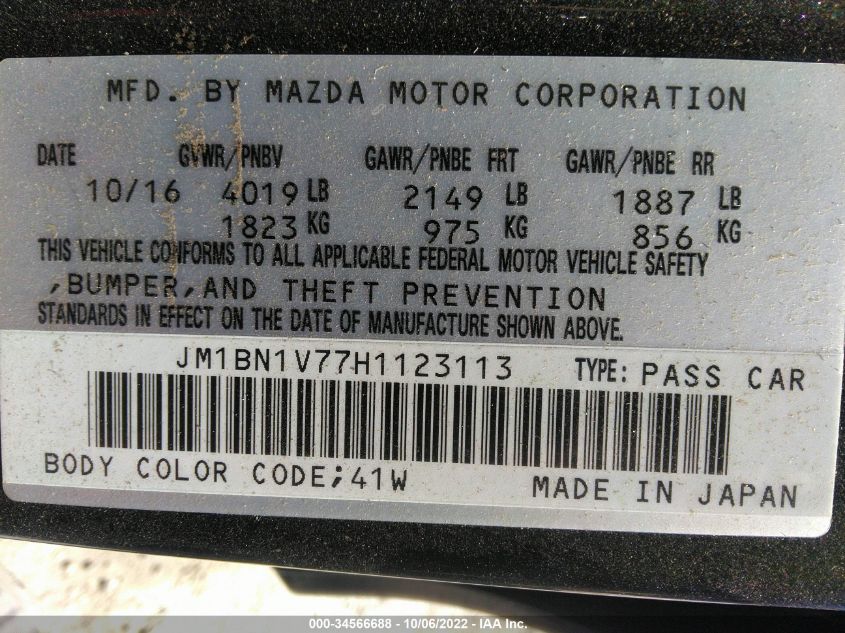 MFD. BY MAZDA MOTOR CORPORATION
DATE GVWR/PNBV GAWR/PNBE FRT GAWR/PNBE RR
10/16 4019 LB 2149 LB 1887 LB
1823 KG 975 KG 856 KG
THIS VEHICLE CONFORMS TO ALL APPLICABLE FEDERAL MOTOR VEHICLE SAFETY
,BUMPER,AND THEFT PREVENTION
STANDARDS IN EFFECT ON THE DATE OF MANUFACTURE SHOWN ABOVE.
JM1BN1V77H1123113 TYPE: PASS CAR
BODY COLOR CODE;41W MADE IN JAPAN
000-34566688 - 10/06/2022 - IAA Inc.